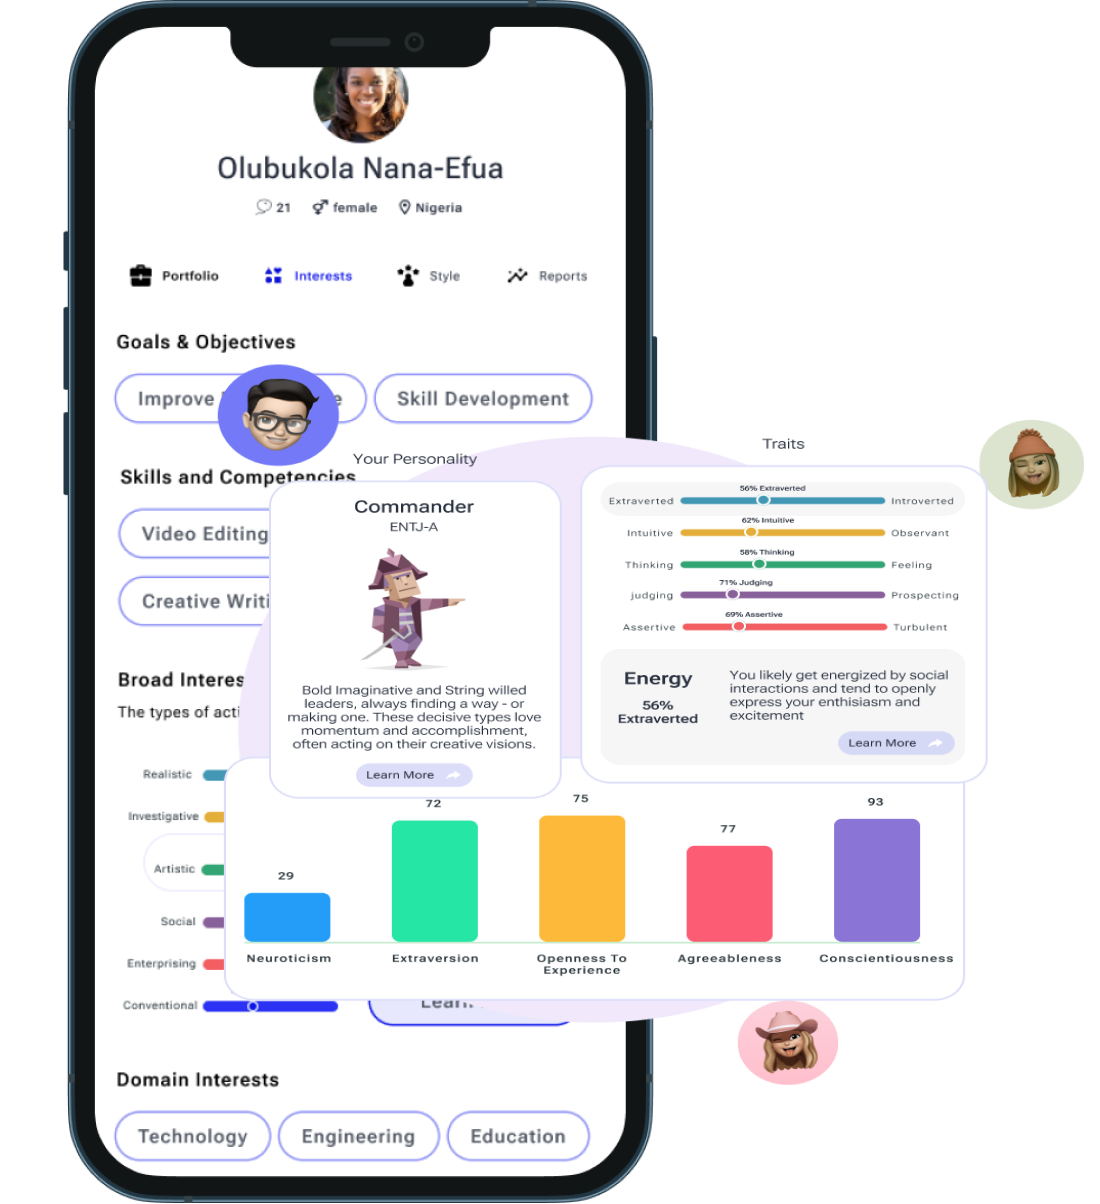 Olubukola Nana-Efua
21 female Nigeria
Portfolio Interests Style Reports
Goals & Objectives
Improve
Skill Development
Skills and Competencies
Video Editing
Creative Writi
Broad Interes
The types of acti
Realistic
Investigative
Artistic
Social
Enterprising
Conventional
Domain Interests
Technology Engineering Education
Your Personality
Commander
ENTJ-A
Bold Imaginative and String willed
leaders, always finding a way - or
making one. These decisive types love
momentum and accomplishment,
often acting on their creative visions.
Learn More
Traits
56% Extraverted
Extraverted Introverted
62% Intuitive
Intuitive Observant
58% Thinking
Thinking Feeling
71% Judging
judging Prospecting
69% Assertive
Assertive Turbulent
Energy
56%
Extraverted
You likely get energized by social
interactions and tend to openly
express your enthisiasm and
excitement
Learn More
29 72 75 77 93
Neuroticism
Extraversion
Openness To
Experience
Agreeableness
Conscientiousness